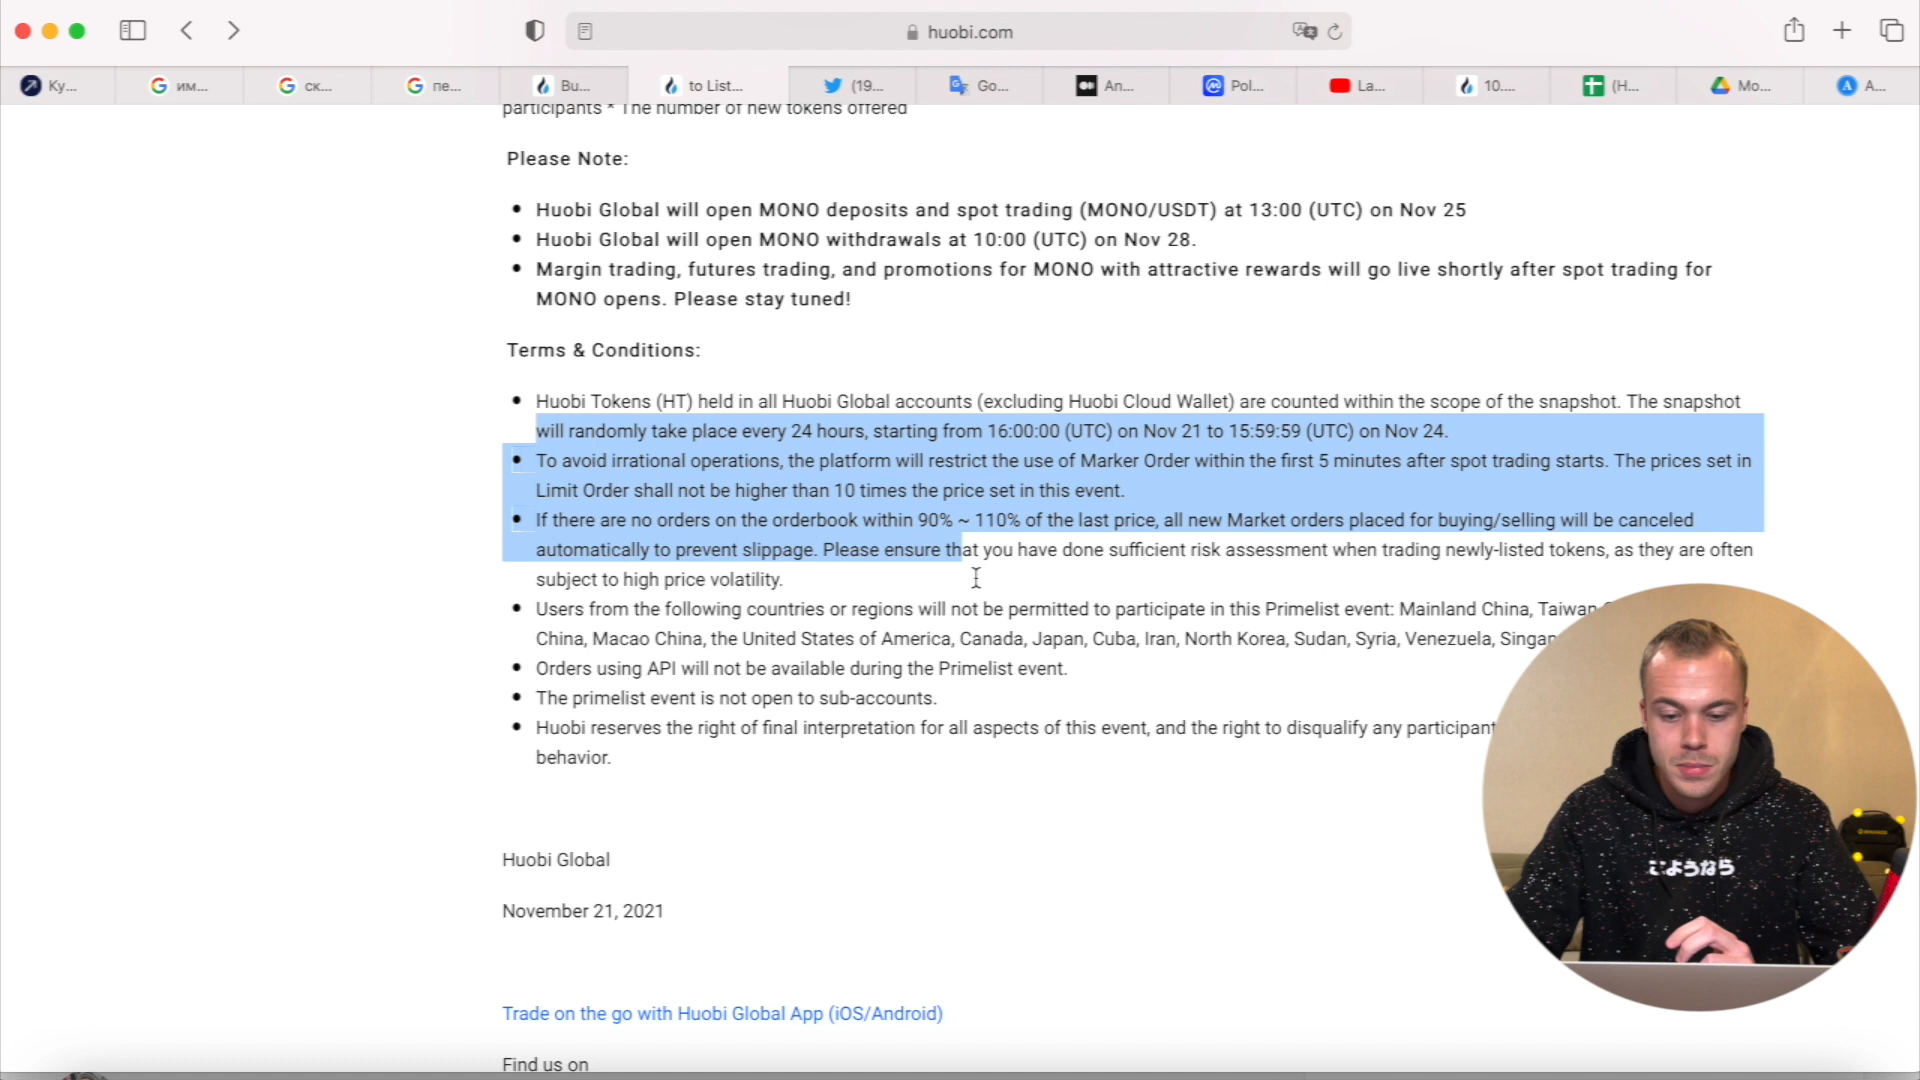 huobi.com
Ку...
им...
ск...
пе...
Bu...
to List...
(19...
Go...
An...
Pol...
La...
10....
(H...
Mo...
A...
participants * The number of new tokens offered
Please Note:
Huobi Global will open MONO deposits and spot trading (MONO/USDT) at 13:00 (UTC) on Nov 25
Huobi Global will open MONO withdrawals at 10:00 (UTC) on Nov 28.
Margin trading, futures trading, and promotions for MONO with attractive rewards will go live shortly after spot trading for
MONO opens. Please stay tuned!
Terms & Conditions:
Huobi Tokens (HT) held in all Huobi Global accounts (excluding Huobi Cloud Wallet) are counted within the scope of the snapshot. The snapshot
will randomly take place every 24 hours, starting from 16:00:00 (UTC) on Nov 21 to 15:59:59 (UTC) on Nov 24.
To avoid irrational operations, the platform will restrict the use of Marker Order within the first 5 minutes after spot trading starts. The prices set in
Limit Order shall not be higher than 10 times the price set in this event.
If there are no orders on the orderbook within 90% ~ 110% of the last price, all new Market orders placed for buying/selling will be canceled
automatically to prevent slippage. Please ensure that you have done sufficient risk assessment when trading newly-listed tokens, as they are often
subject to high price volatility.
Users from the following countries or regions will not be permitted to participate in this Primelist event: Mainland China, Taiwan
China, Macao China, the United States of America, Canada, Japan, Cuba, Iran, North Korea, Sudan, Syria, Venezuela, Singap
Orders using API will not be available during the Primelist event.
The primelist event is not open to sub-accounts.
Huobi reserves the right of final interpretation for all aspects of this event, and the right to disqualify any participant
behavior.
Huobi Global
November 21, 2021
Trade on the go with Huobi Global App (iOS/Android)
Find us on